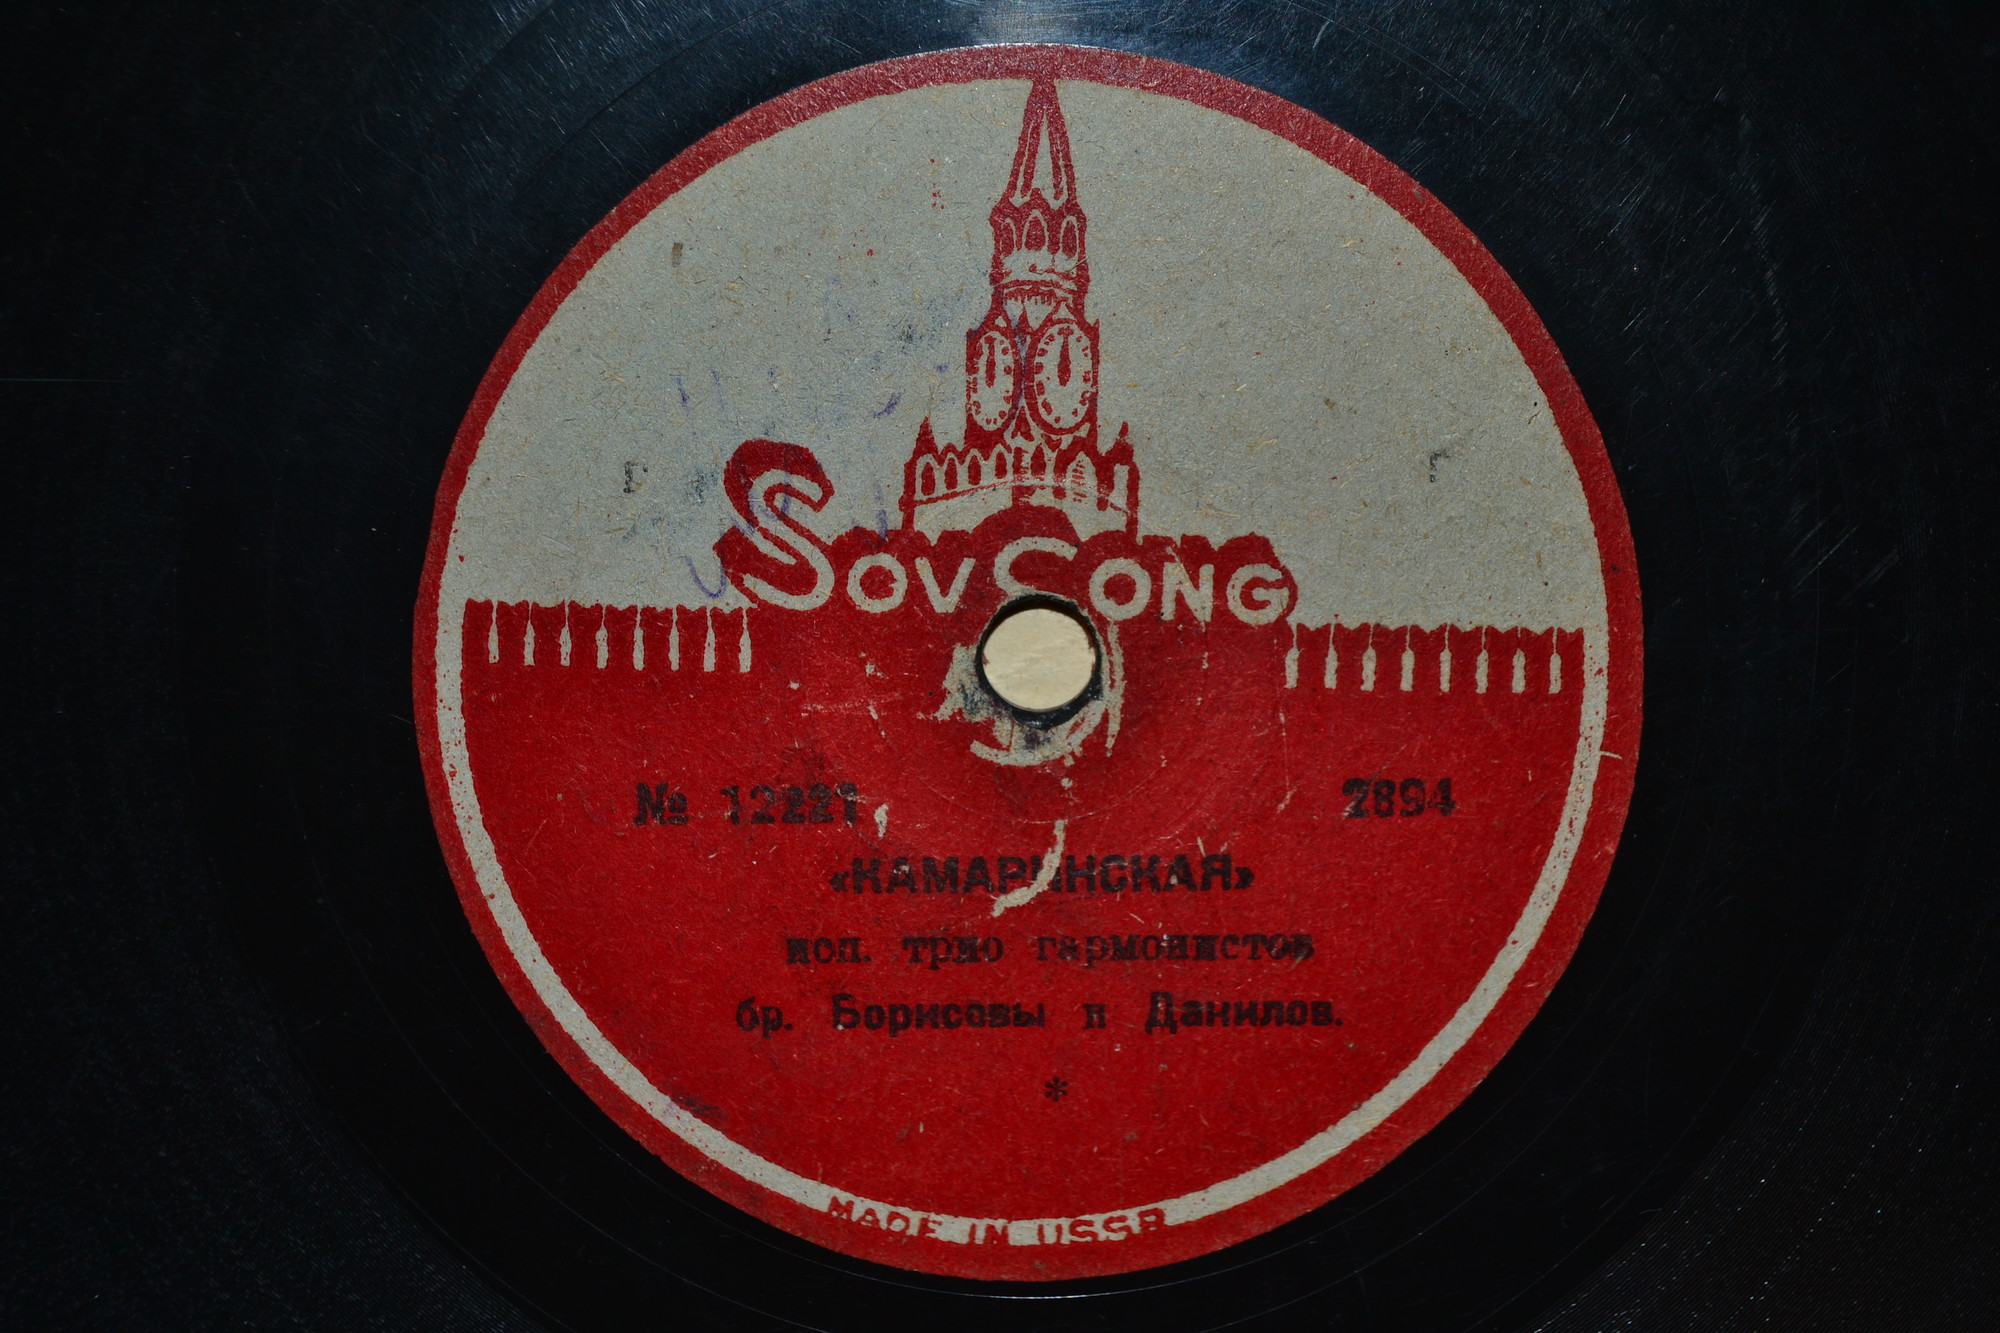 Г
Г
SovSong
№ 12221 2894
«КАМАРИНСКАЯ»
исп. трио гармонистов
бр. Борисовы и Данилов.
*
MADE IN USSR